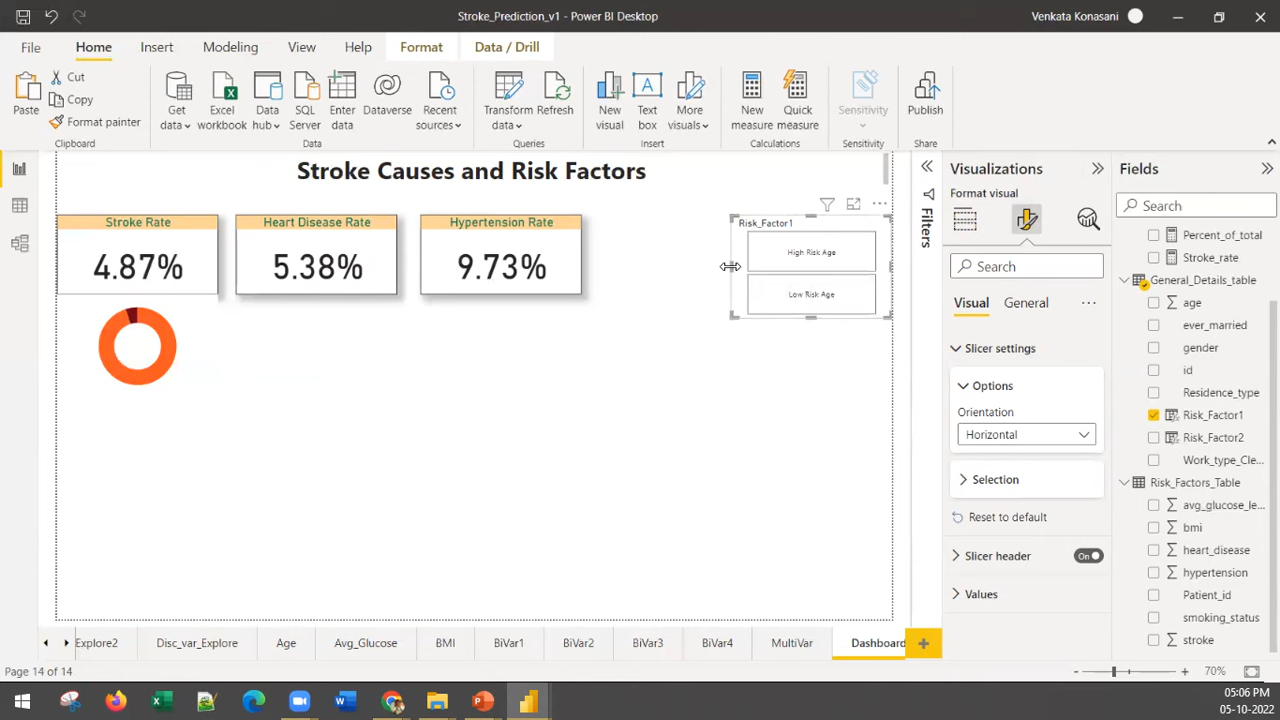 Stroke_Prediction_v1 - Power BI Desktop
Venkata Konasani
File
Home
Insert
Modeling
View
Help
Format
Data / Drill
Paste
Cut
Copy
Format painter
Clipboard
Get data
Excel workbook
Data hub
SQL Server
Enter data
Dataverse
Recent sources
Data
Transform data
Refresh
Queries
New visual
Text box
More visuals
Insert
New measure
Quick measure
Calculations
Sensitivity
Sensitivity
Publish
Share
Stroke Causes and Risk Factors
Stroke Rate
4.87%
Heart Disease Rate
5.38%
Hypertension Rate
9.73%
Risk_Factor1
High Risk Age
Low Risk Age
Filters
Visualizations
Format visual
Search
Visual
General
...
Slicer settings
Options
Orientation
Horizontal
Selection
Reset to default
Slicer header
On
Values
Fields
Search
Percent_of_total
Stroke_rate
General_Details_table
age
ever_married
gender
id
Residence_type
Risk_Factor1
Risk_Factor2
Work_type_Cle...
Risk_Factors_Table
avg_glucose_le...
bmi
heart_disease
hypertension
Patient_id
smoking_status
stroke
Explore2
Disc_var_Explore
Age
Avg_Glucose
BMI
BiVar1
BiVar2
BiVar3
BiVar4
MultiVar
Dashboard
Page 14 of 14
- + 70%
05:06 PM
05-10-2022